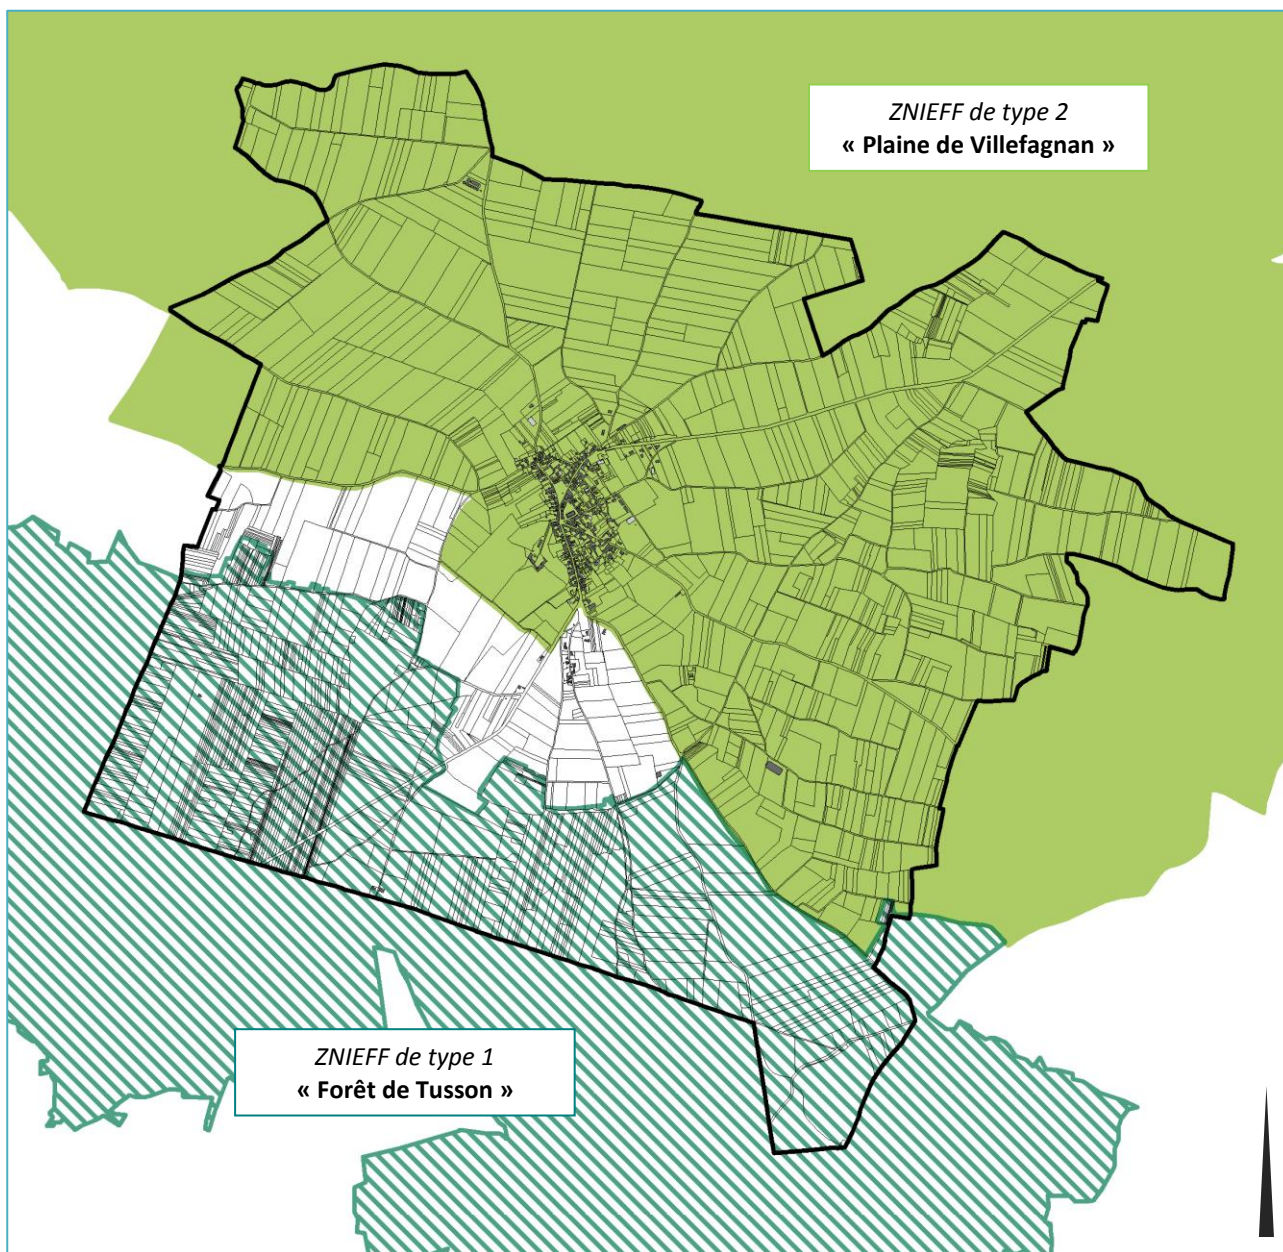 ZNIEFF de type 2
« Plaine de Villefagnan »
ZNIEFF de type 1
« Forêt de Tusson »